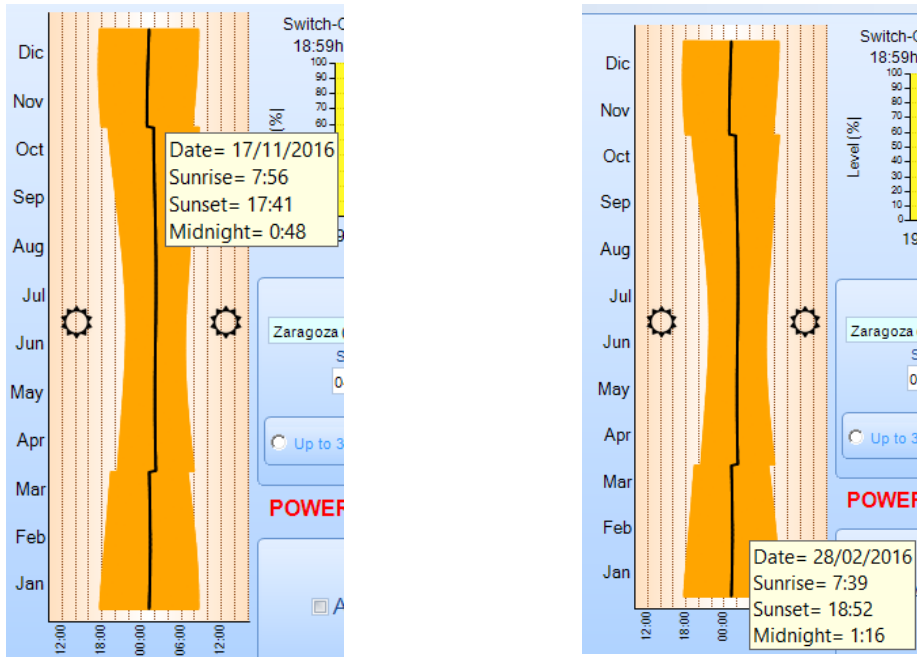 Switch-
18:59h
100
90
80
70
60
[%]
Dic
Nov
Oct
Sep
Aug
Jul
Jun
May
Apr
Mar
Feb
Jan
Date= 17/11/2016
Sunrise= 7:56
Sunset= 17:41
Midnight= 0:48
9
Zaragoza (
S
0
Up to 3
POWER
A
12:00
18:00
00:00
06:00
12:00
Switch-
18:59h
100
90
80
70
60
50
40
30
20
10
0
Level [%]
19
Dic
Nov
Oct
Sep
Aug
Jul
Jun
May
Apr
Mar
Feb
Jan
Zaragoza
S
0
Up to 3
POWER
Date= 28/02/2016
Sunrise= 7:39
Sunset= 18:52
Midnight= 1:16
12:00
18:00
00:00